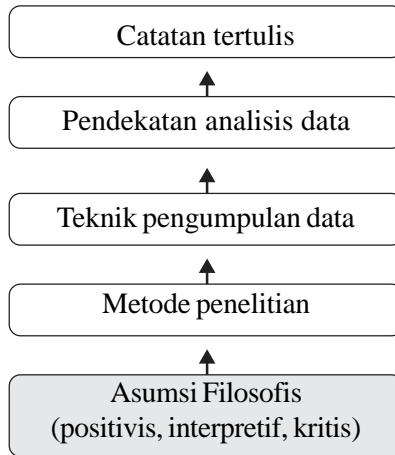 Catatan tertulis
Pendekatan analisis data
Teknik pengumpulan data
Metode penelitian
Asumsi Filosofis
(positivis, interpretif, kritis)